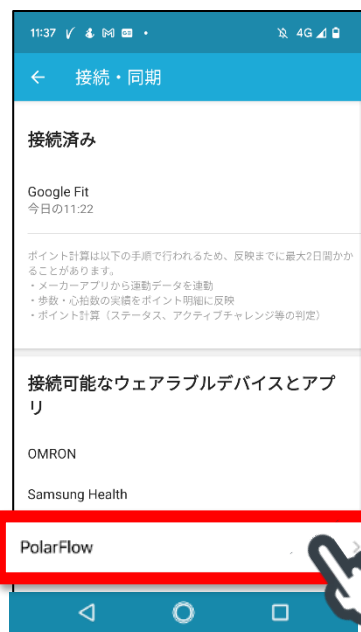 11:37
4G
接続・同期
接続済み
Google Fit
今日の11:22
ポイント計算は以下の手順で行われるため、反映までに最大2日間かか
ることがあります。
・メーカーアプリから運動データを連動
・歩数・心拍数の実績をポイント明細に反映
・ポイント計算（ステータス、アクティブチャレンジ等の判定）
接続可能なウェアラブルデバイスとアプ
リ
OMRON
Samsung Health
PolarFlow